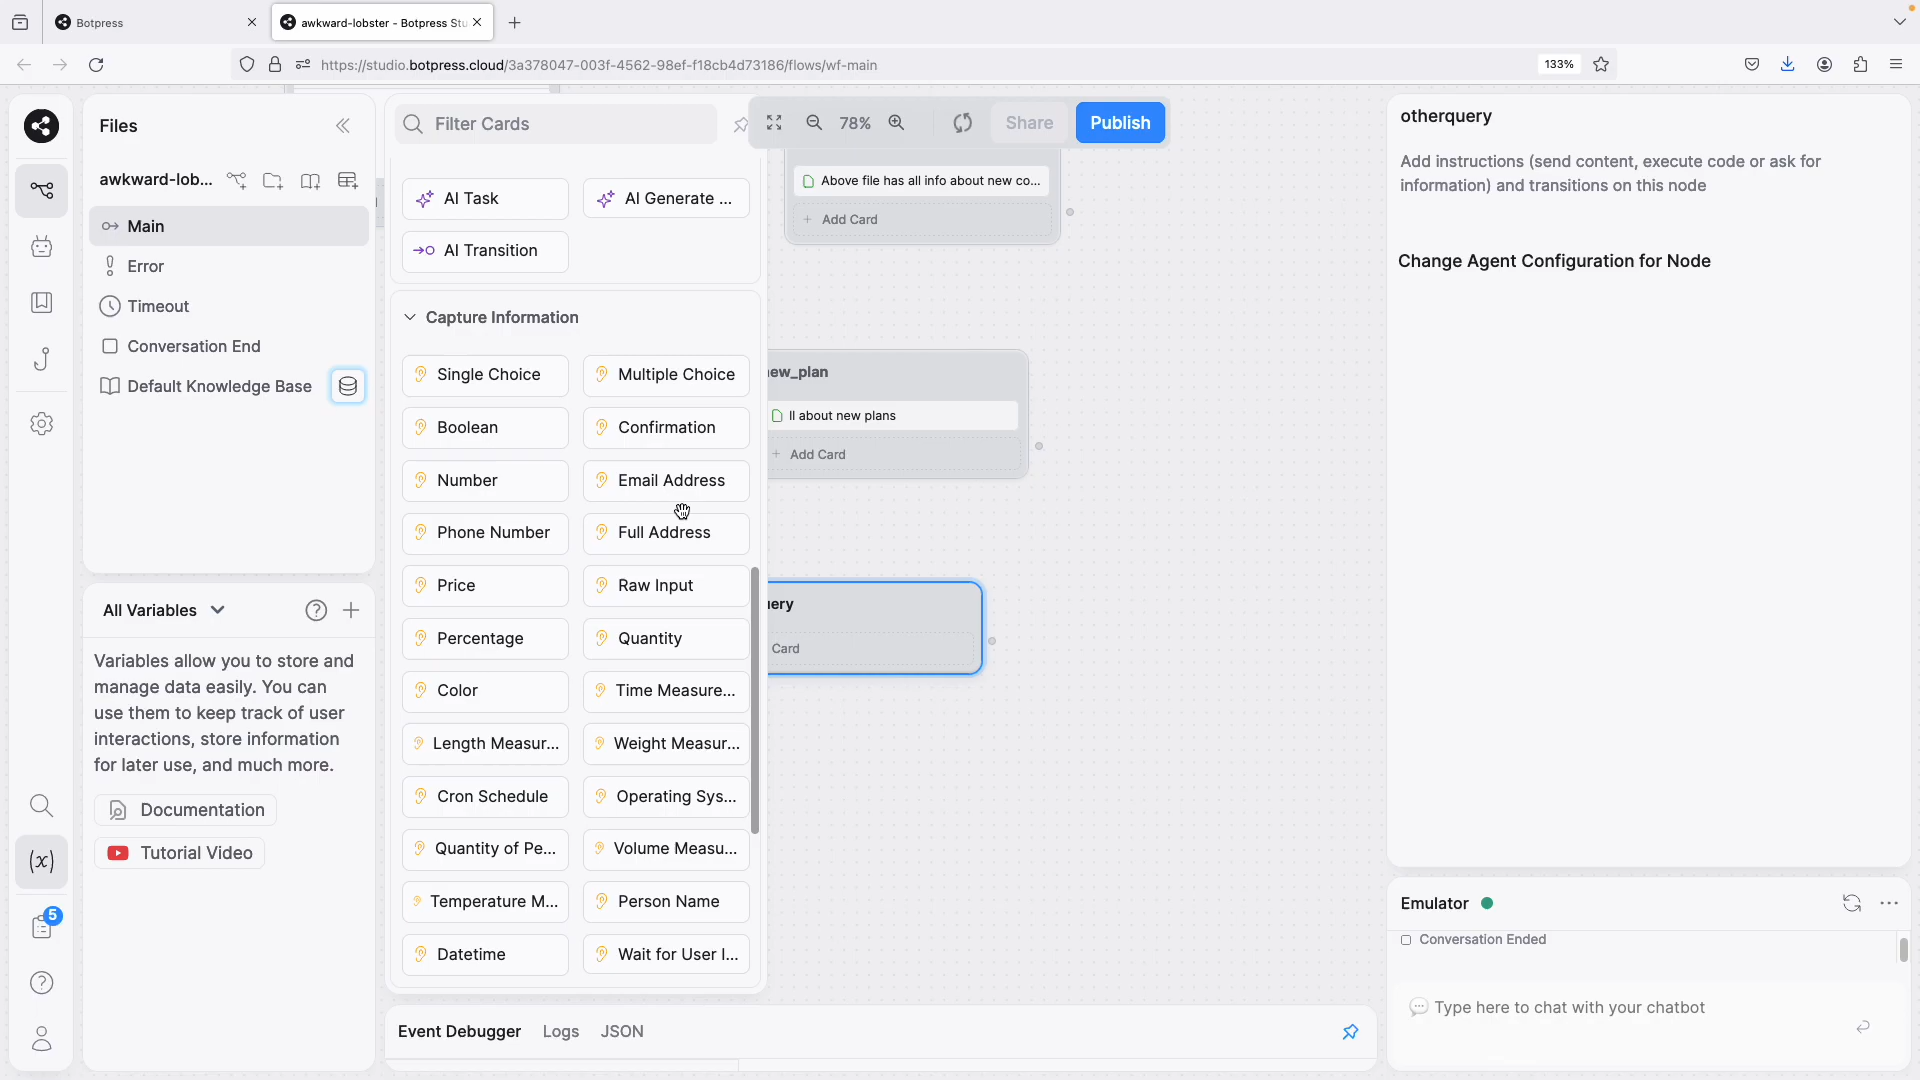 Botpress
awkward-lobster - Botpress Stu
https://studio.botpress.cloud/3a378047-003f-4562-98ef-f18cb4d73186/flows/wf-main
133%
Files
awkward-lob...
Main
Error
Timeout
Conversation End
Default Knowledge Base
All Variables
Variables allow you to store and
manage data easily. You can
use them to keep track of user
interactions, store information
for later use, and much more.
Documentation
Tutorial Video
(x)
5
Filter Cards
AI Task
AI Generate ...
AI Transition
Capture Information
Single Choice
Multiple Choice
Boolean
Confirmation
Number
Email Address
Phone Number
Full Address
Price
Raw Input
Percentage
Quantity
Color
Time Measure...
Length Measur...
Weight Measur...
Cron Schedule
Operating Sys...
Quantity of Pe...
Volume Measu...
Temperature M...
Person Name
Datetime
Wait for User I...
78%
Share
Publish
Above file has all info about new co...
Add Card
ew_plan
ll about new plans
Add Card
ery
Card
Event Debugger
Logs
JSON
otherquery
Add instructions (send content, execute code or ask for
information) and transitions on this node
Change Agent Configuration for Node
Emulator
Conversation Ended
Type here to chat with your chatbot